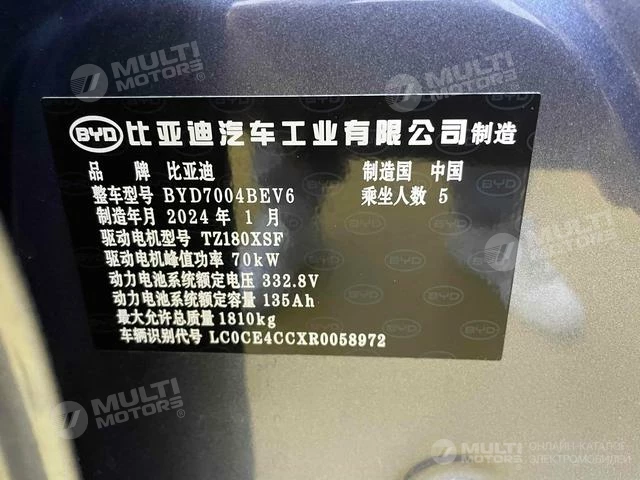 MULTI MOTORS®
MULTI MOTORS®
BYD 比亚迪汽车工业有限公司制造
品 牌 比亚迪 制造国 中国
整车型号 BYD7004BEV6 乘坐人数 5
制造年月 2024 年 1 月
驱动电机型号 TZ180XSF
驱动电机峰值功率 70kW
动力电池系统额定电压 332.8V
动力电池系统额定容量 135Ah
最大允许总质量 1810kg
车辆识别代号 LC0CE4CCXR0058972
MULTI MOTORS®
MULTI MOTORS
ОНЛАЙН-КАТАЛОГ
ЭЛЕКТРОМОБИЛЕЙ